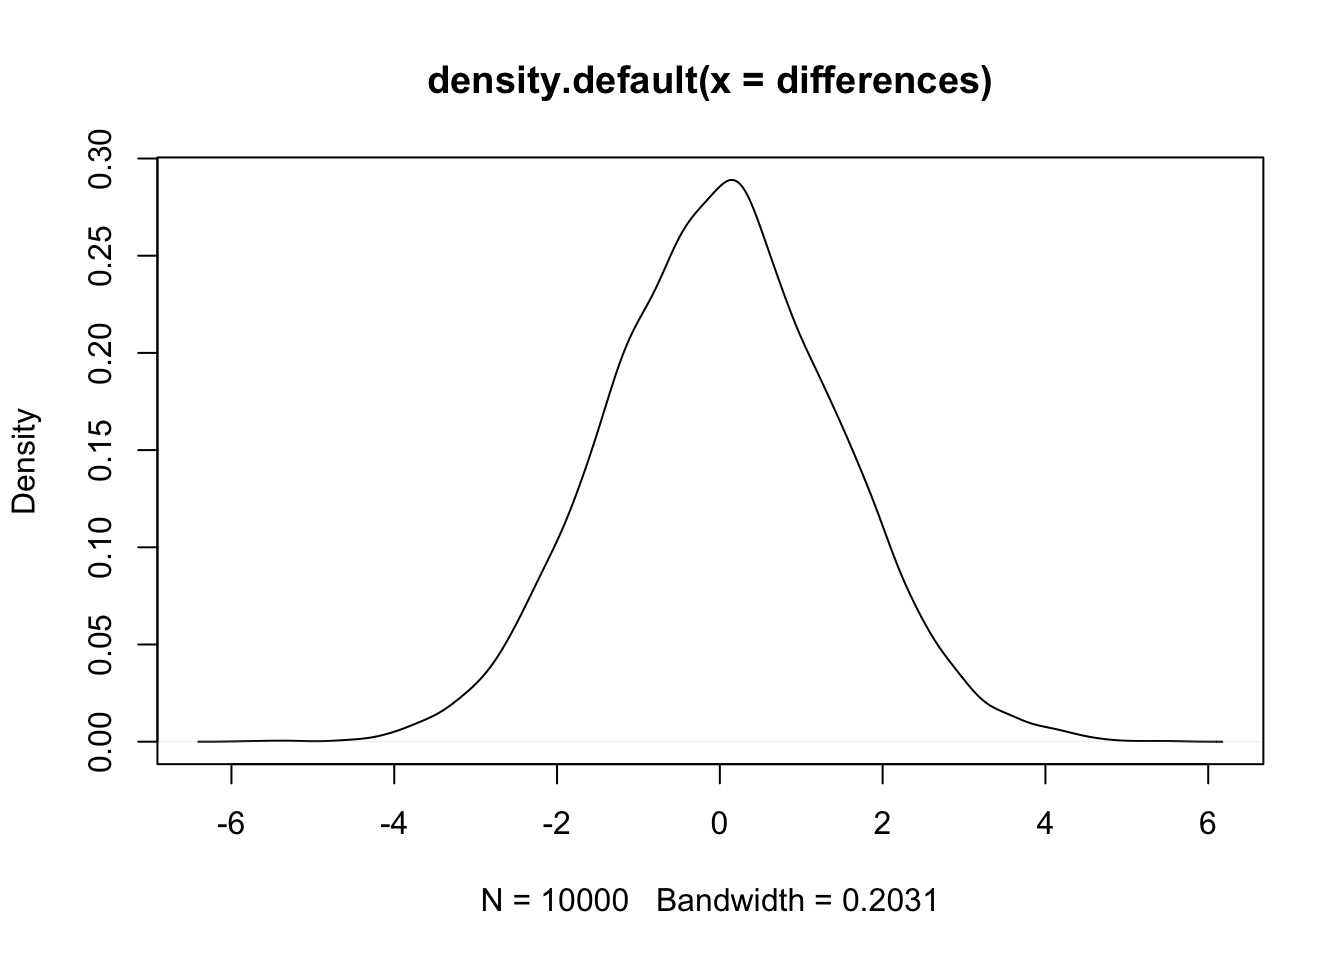 density.default(x = differences)
0.30
0.25
0.20
0.15
0.10
0.05
0.00
Density
-6 -4 -2 0 2 4 6
N = 10000 Bandwidth = 0.2031